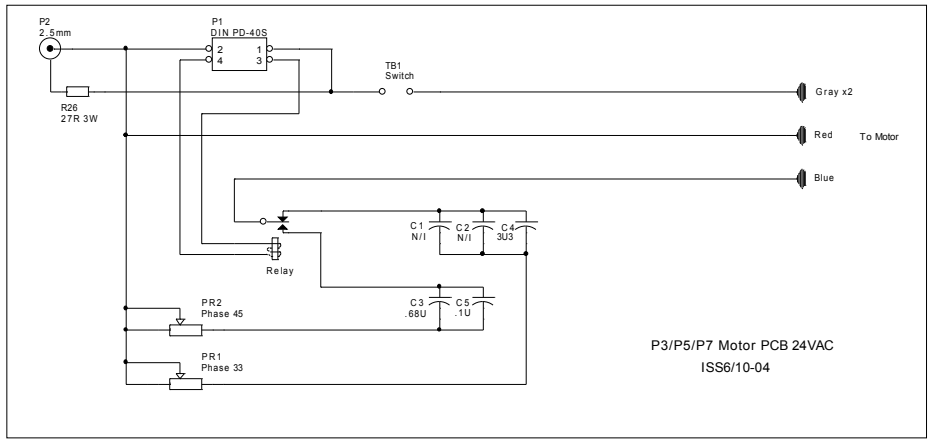 P2
2.5mm
P1
DIN PD-40S
2
1
4
3
TB1
Switch
R26
27R 3W
Gray x2
Red
To Motor
Blue
C1
N/I
C2
N/I
C4
3U3
Relay
PR2
Phase 45
C3
.68U
C5
.1U
PR1
Phase 33
P3/P5/P7 Motor PCB 24VAC
ISS6/10-04